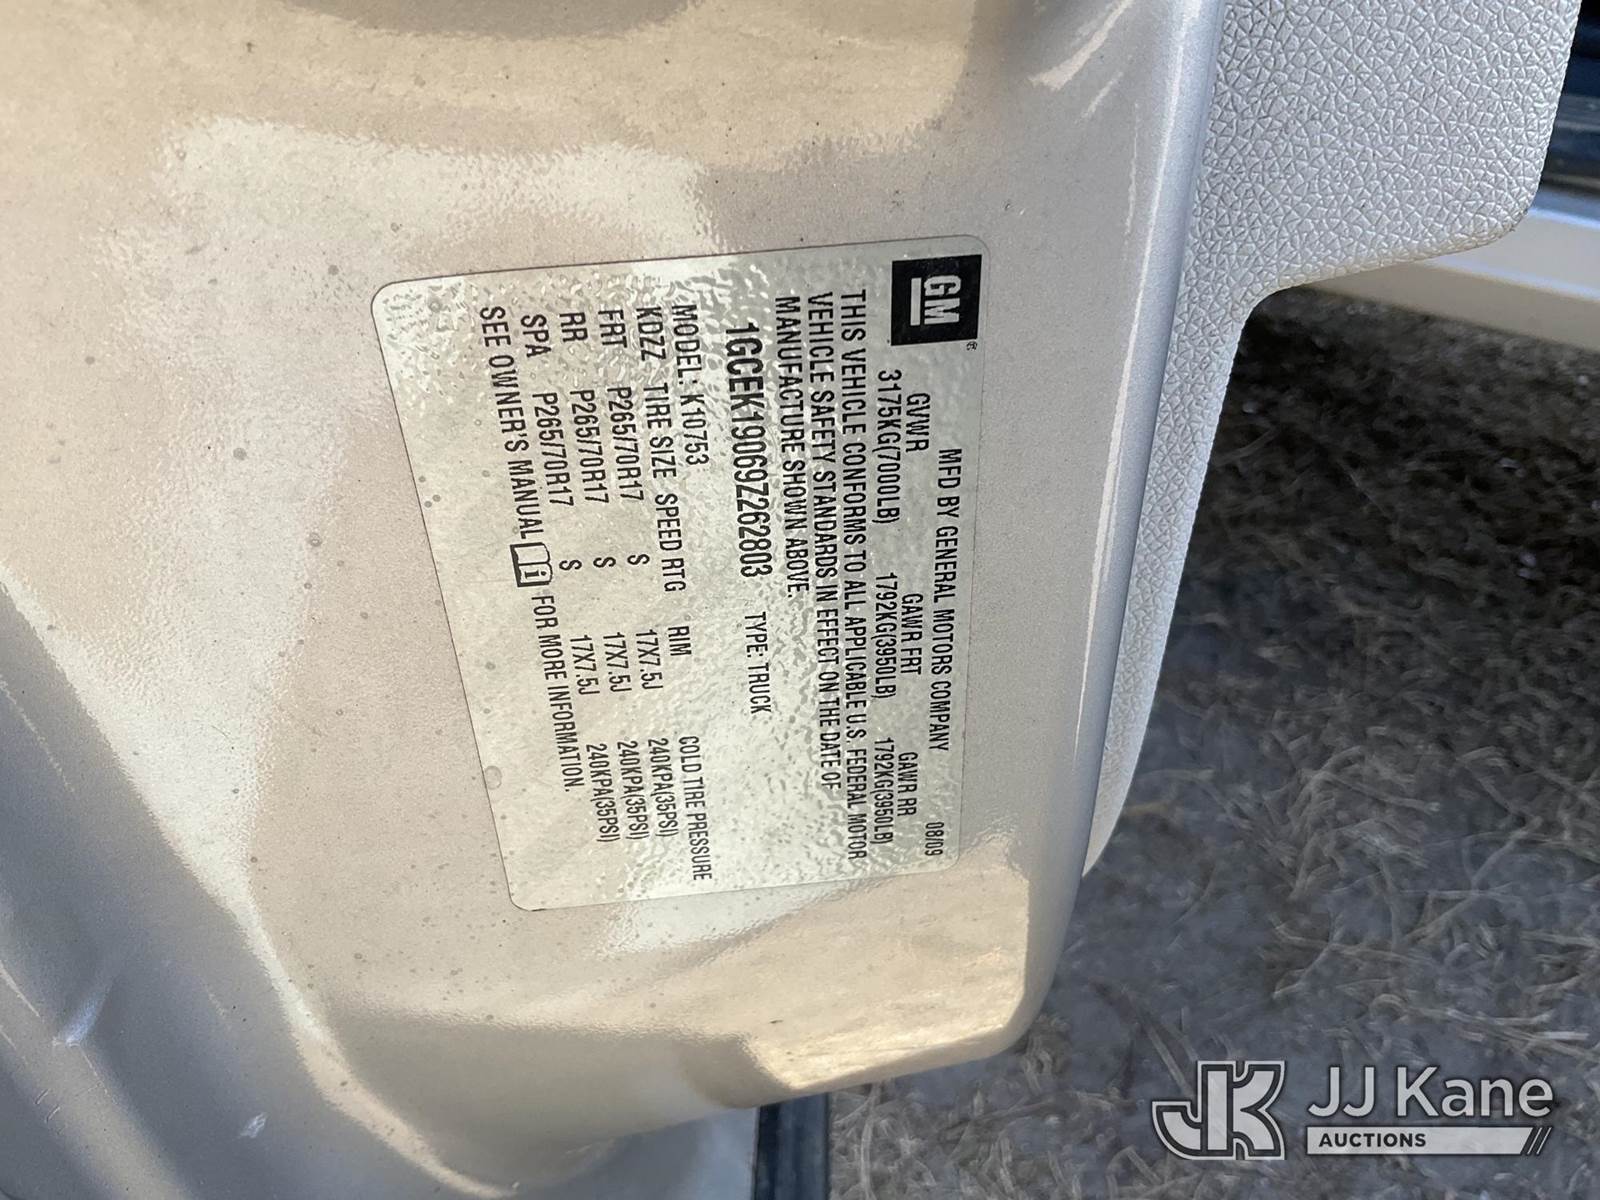 GM®
MFD BY GENERAL MOTORS COMPANY 08/09
GVWR GAWR FRT GAWR RR
3175KG(7000LB) 1792KG(3950LB) 1792KG(3950LB)
THIS VEHICLE CONFORMS TO ALL APPLICABLE U.S. FEDERAL MOTOR
VEHICLE SAFETY STANDARDS IN EFFECT ON THE DATE OF
MANUFACTURE SHOWN ABOVE.
1GCEK19069Z262803 TYPE: TRUCK
MODEL: K10753
KDZZ TIRE SIZE SPEED RTG RIM COLD TIRE PRESSURE
FRT P265/70R17 S 17X7.5J 240KPA(35PSI)
RR P265/70R17 S 17X7.5J 240KPA(35PSI)
SPA P265/70R17 S 17X7.5J 240KPA(35PSI)
SEE OWNER'S MANUAL FOR MORE INFORMATION.
JK JJ Kane
AUCTIONS